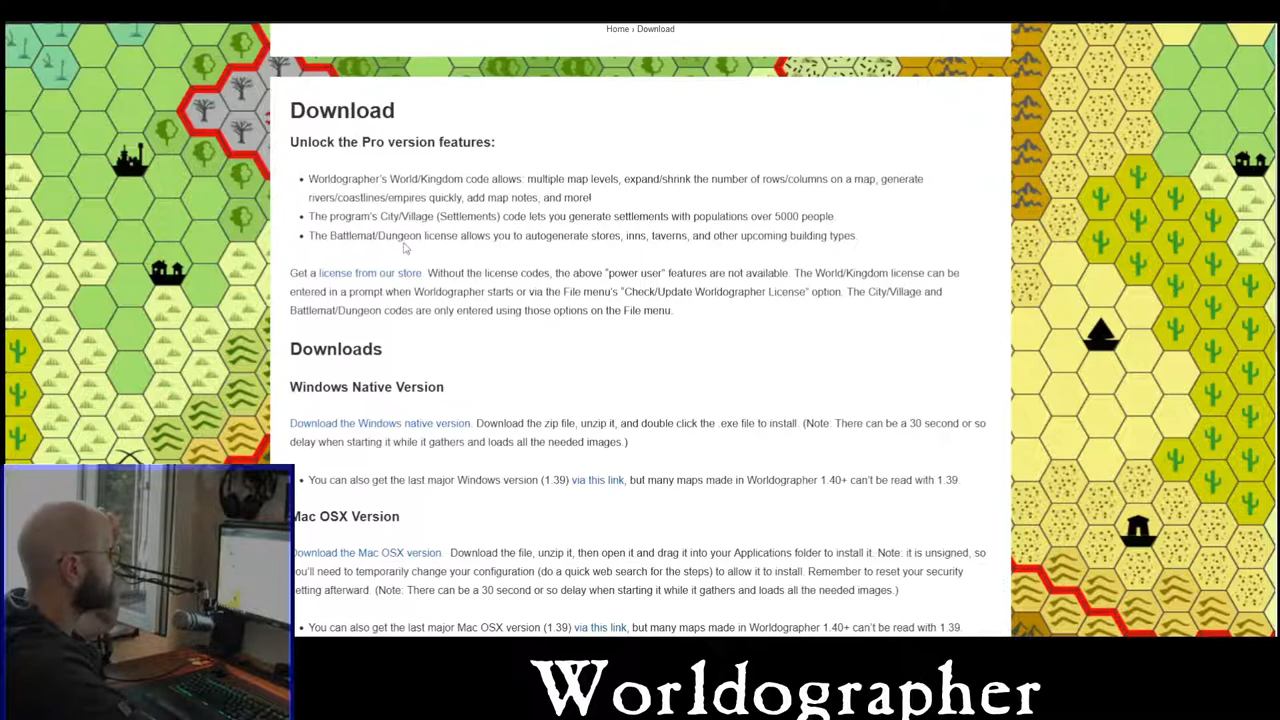 Home › Download
Download
Unlock the Pro version features:
• Worldographer's World/Kingdom code allows: multiple map levels, expand/shrink the number of rows/columns on a map, generate
rivers/coastlines/empires quickly, add map notes, and more!
• The program's City/Village (Settlements) code lets you generate settlements with populations over 5000 people.
• The Battlemat/Dungeon license allows you to autogenerate stores, inns, taverns, and other upcoming building types.
Get a license from our store. Without the license codes, the above "power user" features are not available. The World/Kingdom license can be
entered in a prompt when Worldographer starts or via the File menu's "Check/Update Worldographer License" option. The City/Village and
Battlemat/Dungeon codes are only entered using those options on the File menu.
Downloads
Windows Native Version
Download the Windows native version. Download the zip file, unzip it, and double click the .exe file to install. (Note: There can be a 30 second or so
delay when starting it while it gathers and loads all the needed images.)
• You can also get the last major Windows version (1.39) via this link, but many maps made in Worldographer 1.40+ can't be read with 1.39.
Mac OSX Version
Download the Mac OSX version. Download the file, unzip it, then open it and drag it into your Applications folder to install it. Note: it is unsigned, so
you'll need to temporarily change your configuration (do a quick web search for the steps) to allow it to install. Remember to reset your security
setting afterward. (Note: There can be a 30 second or so delay when starting it while it gathers and loads all the needed images.)
• You can also get the last major Mac OSX version (1.39) via this link, but many maps made in Worldographer 1.40+ can't be read with 1.39.
Worldographer